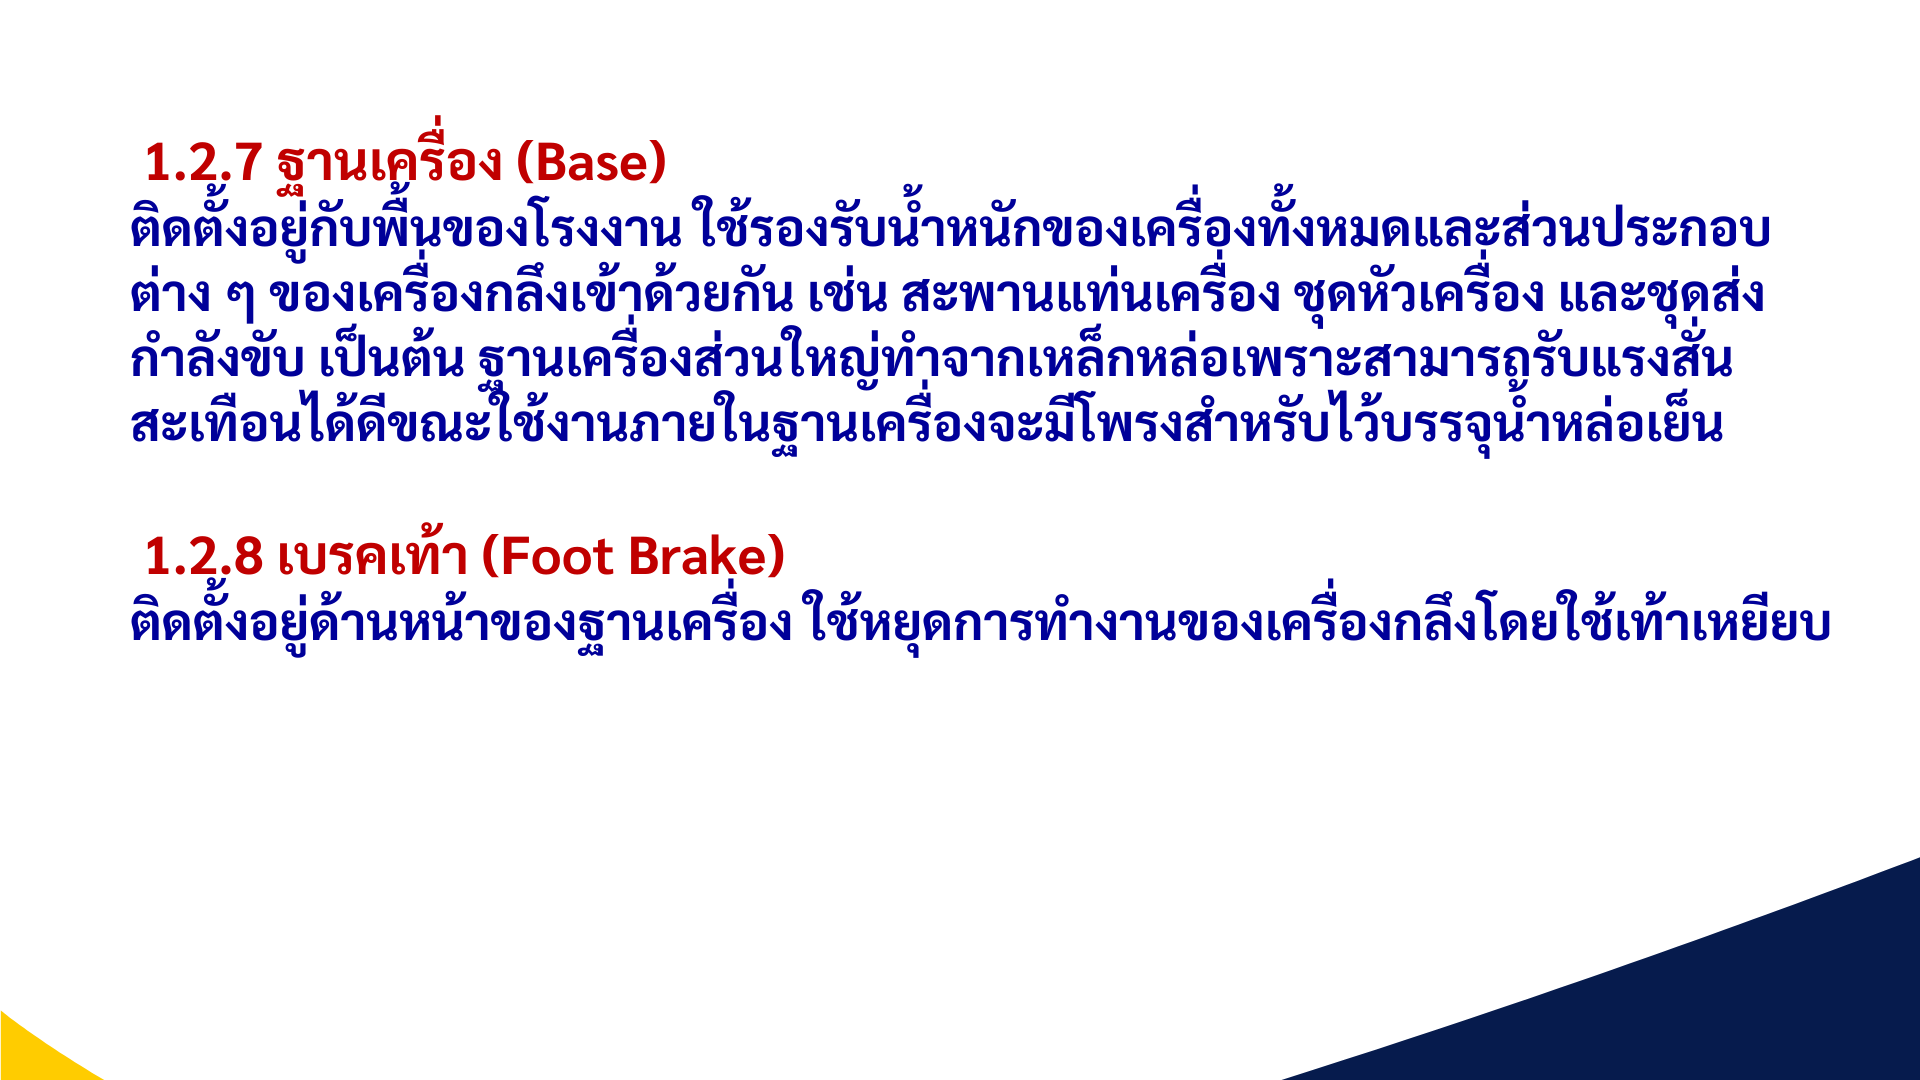 1.2.7 ฐานเครื่อง (Base)
ติดตั้งอยู่กับพื้นของโรงงาน ใช้รองรับน้ำหนักของเครื่องทั้งหมดและส่วนประกอบ
ต่าง ๆ ของเครื่องกลึงเข้าด้วยกัน เช่น สะพานแท่นเครื่อง ชุดหัวเครื่อง และชุดส่ง
กำลังขับ เป็นต้น ฐานเครื่องส่วนใหญ่ทำจากเหล็กหล่อเพราะสามารถรับแรงสั่น
สะเทือนได้ดีขณะใช้งานภายในฐานเครื่องจะมีโพรงสำหรับไว้บรรจุน้ำหล่อเย็น
1.2.8 เบรคเท้า (Foot Brake)
ติดตั้งอยู่ด้านหน้าของฐานเครื่อง ใช้หยุดการทำงานของเครื่องกลึงโดยใช้เท้าเหยียบ